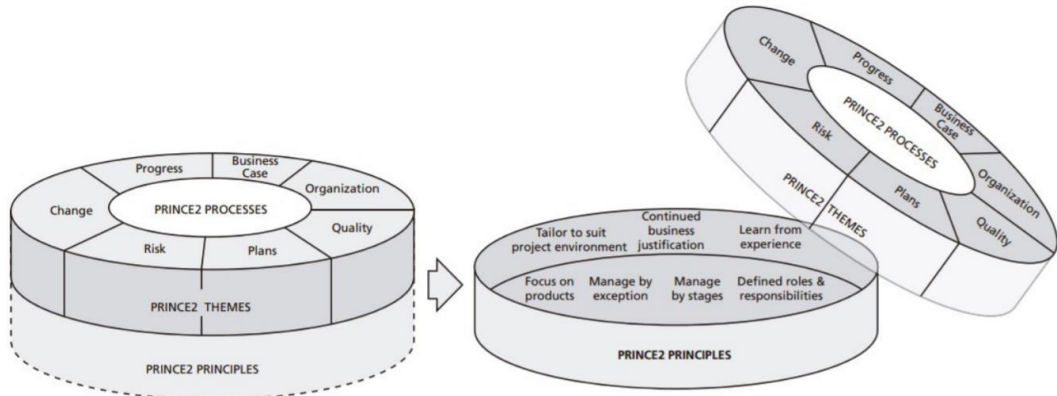 Progress
Business
Case
Organization
Change
PRINCE2 PROCESSES
Quality
Risk
Plans
PRINCE2 THEMES
PRINCE2 PRINCIPLES
Change
Progress
Business
Case
PRINCE2 PROCESSES
Risk
Organization
Plans
Quality
PRINCE2 THEMES
Tailor to suit
project environment
Continued
business
justification
Learn from
experience
Focus on
products
Manage by
exception
Manage
by stages
Defined roles &
responsibilities
PRINCE2 PRINCIPLES